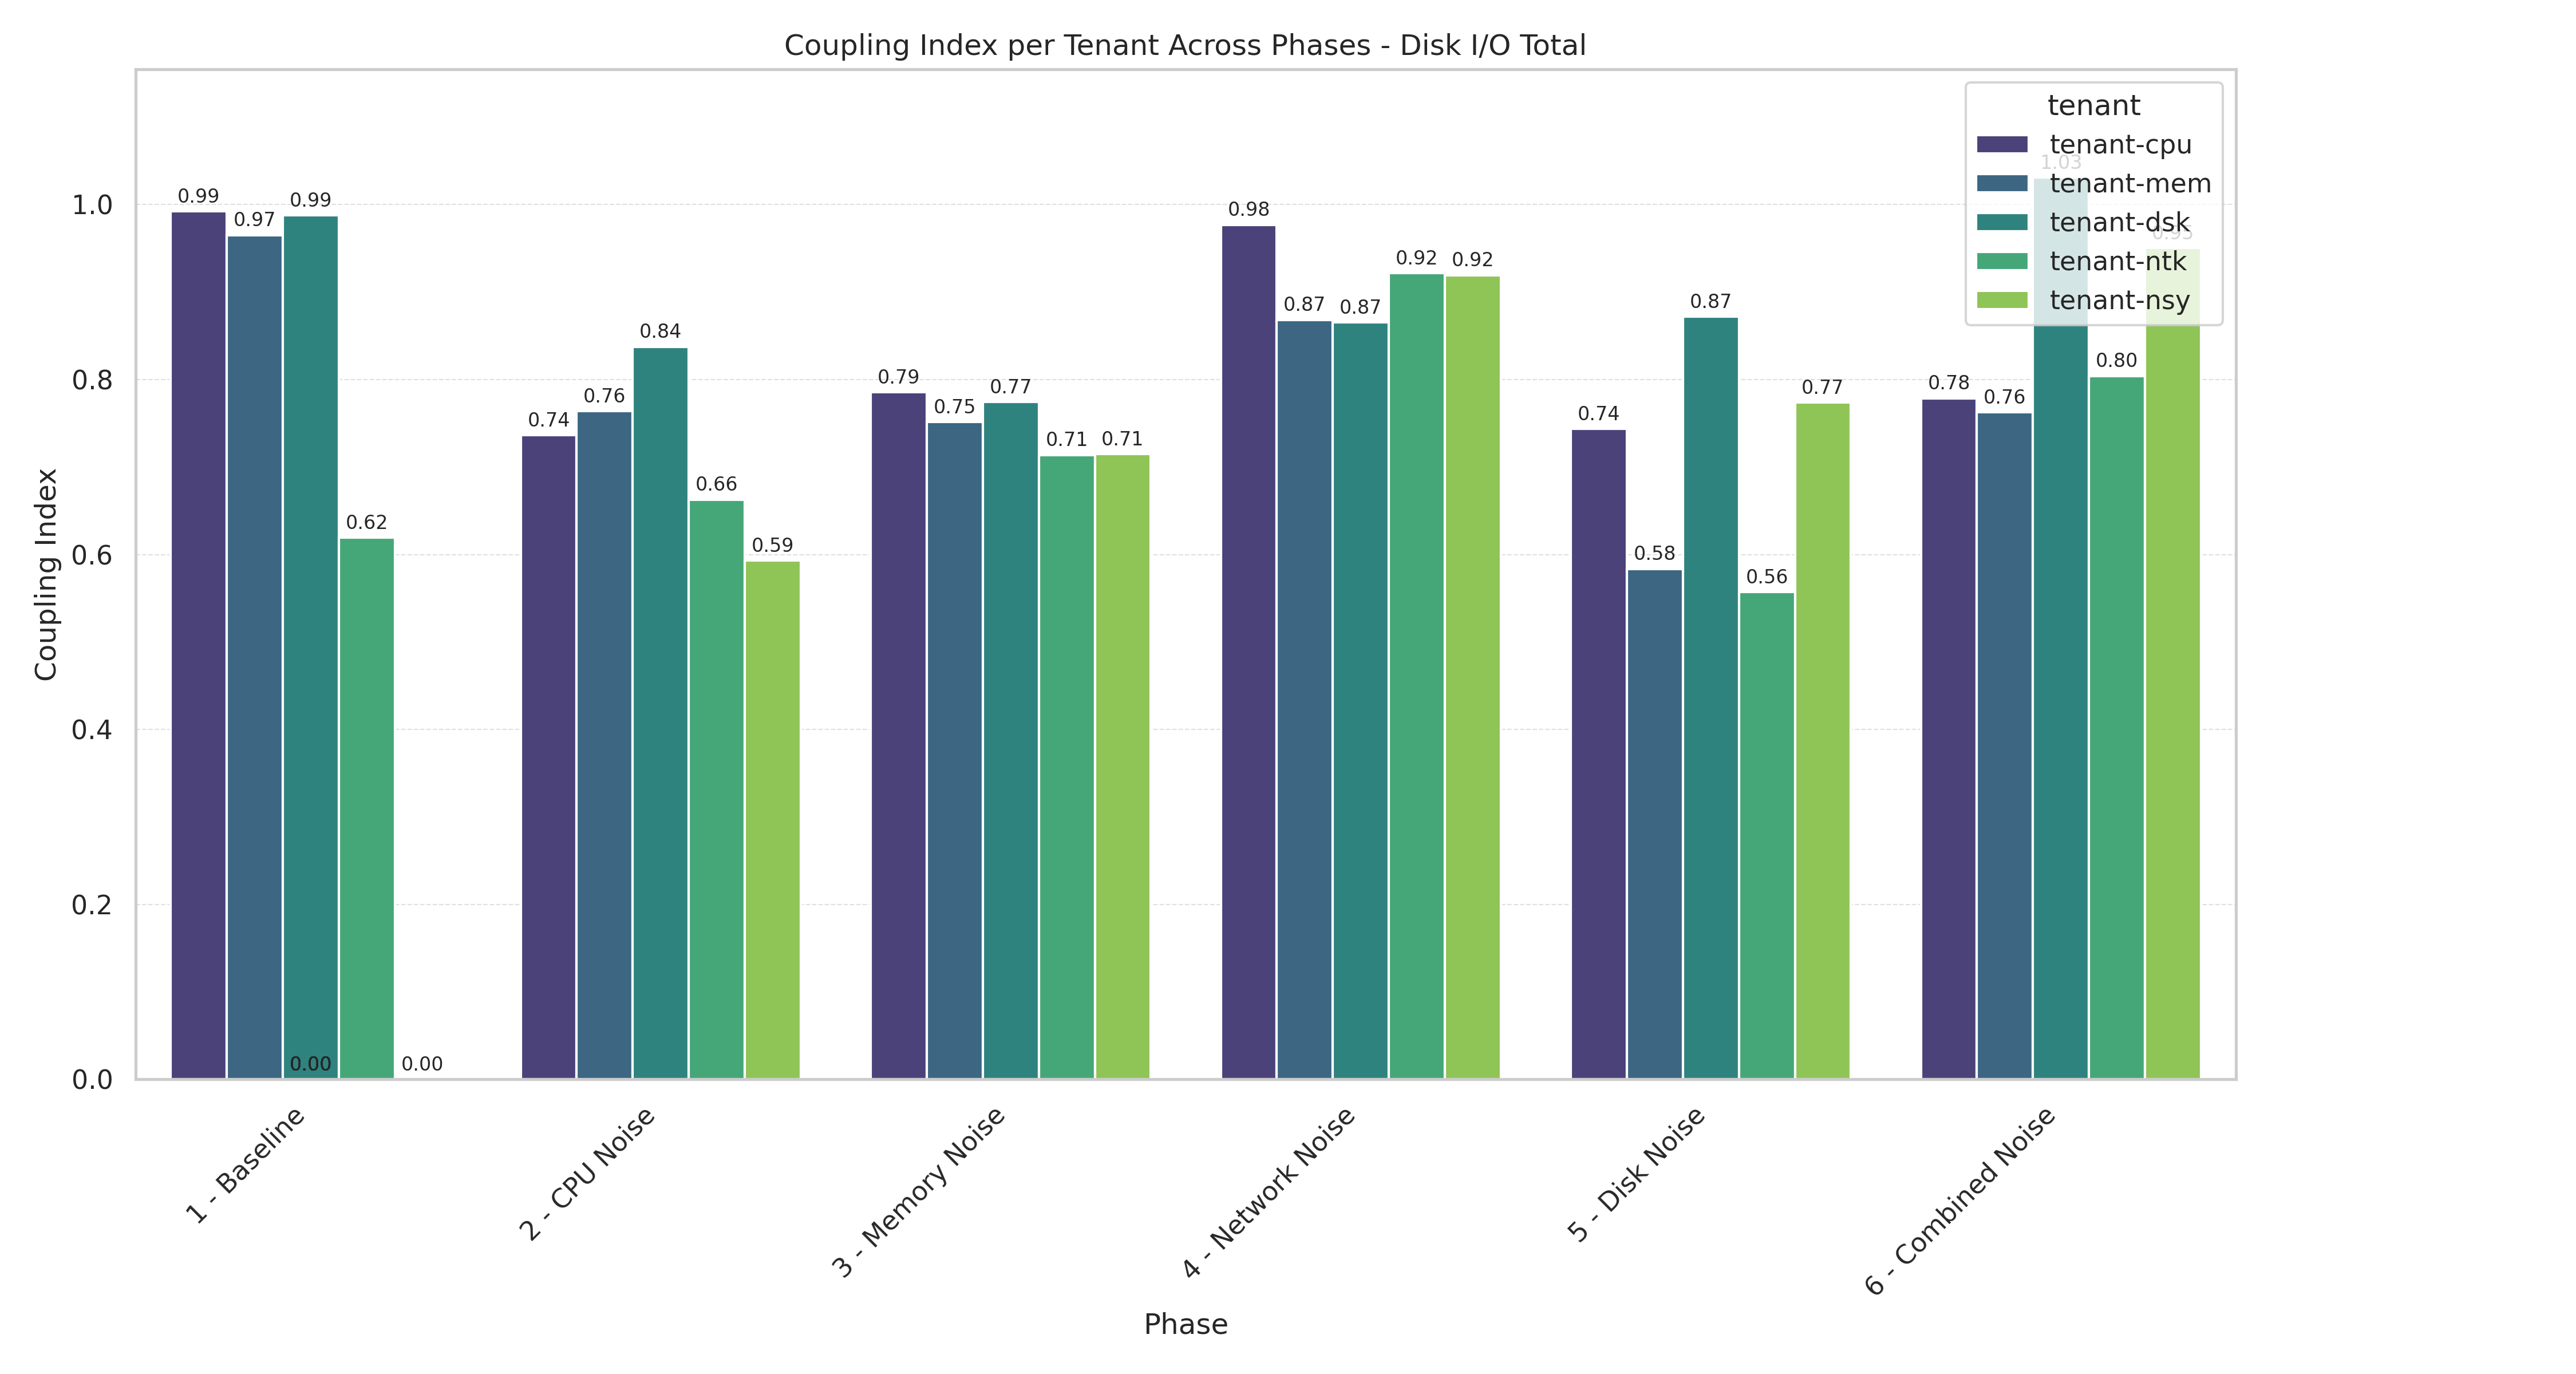 Coupling Index per Tenant Across Phases - Disk I/O Total
tenant
tenant-cpu
tenant-mem
tenant-dsk
tenant-ntk
tenant-nsy
Coupling Index
1.0
0.8
0.6
0.4
0.2
0.0
0.99
0.97
0.99
0.62
0.00
0.00
0.74
0.76
0.84
0.66
0.59
0.79
0.75
0.77
0.71
0.71
0.98
0.87
0.87
0.92
0.92
0.74
0.58
0.87
0.56
0.77
0.78
0.76
1.03
0.80
0.95
1 - Baseline
2 - CPU Noise
3 - Memory Noise
4 - Network Noise
5 - Disk Noise
6 - Combined Noise
Phase